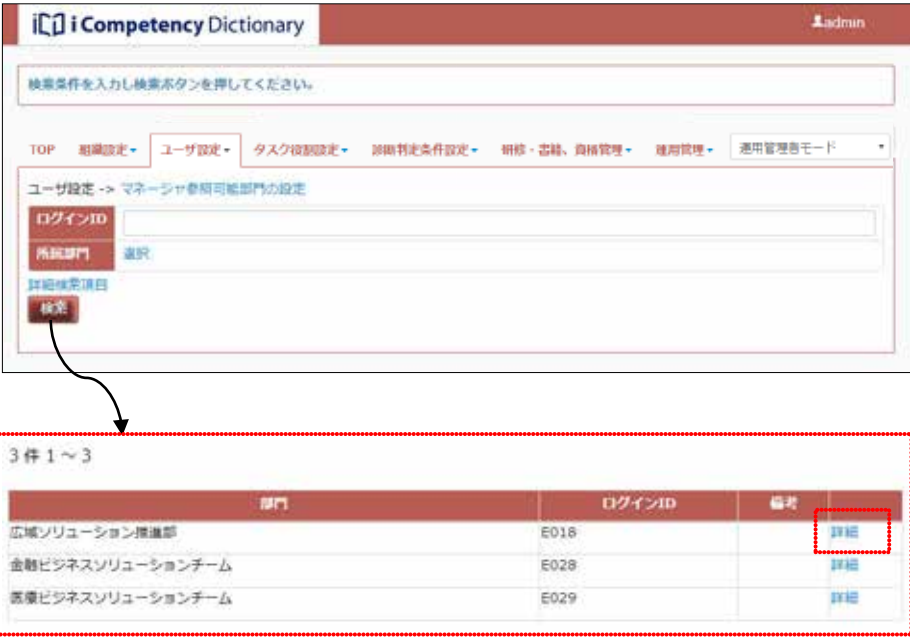 i Competency Dictionary
admin
検索条件を入力し検索ボタンを押してください。
TOP 組織設定 ユーザ設定 タスク役割設定 診断判定条件設定 研修・書籍、資格管理 運用管理 運用管理者モード
ユーザ設定 -> マネージャ参照可能部門の設定
ログインID
所属部門 選択
詳細検索項目
検索
3 件 1 ～ 3
部門 ログインID 備考
広域ソリューション推進部 E018 詳細
金融ビジネスソリューションチーム E028 詳細
医療ビジネスソリューションチーム E029 詳細